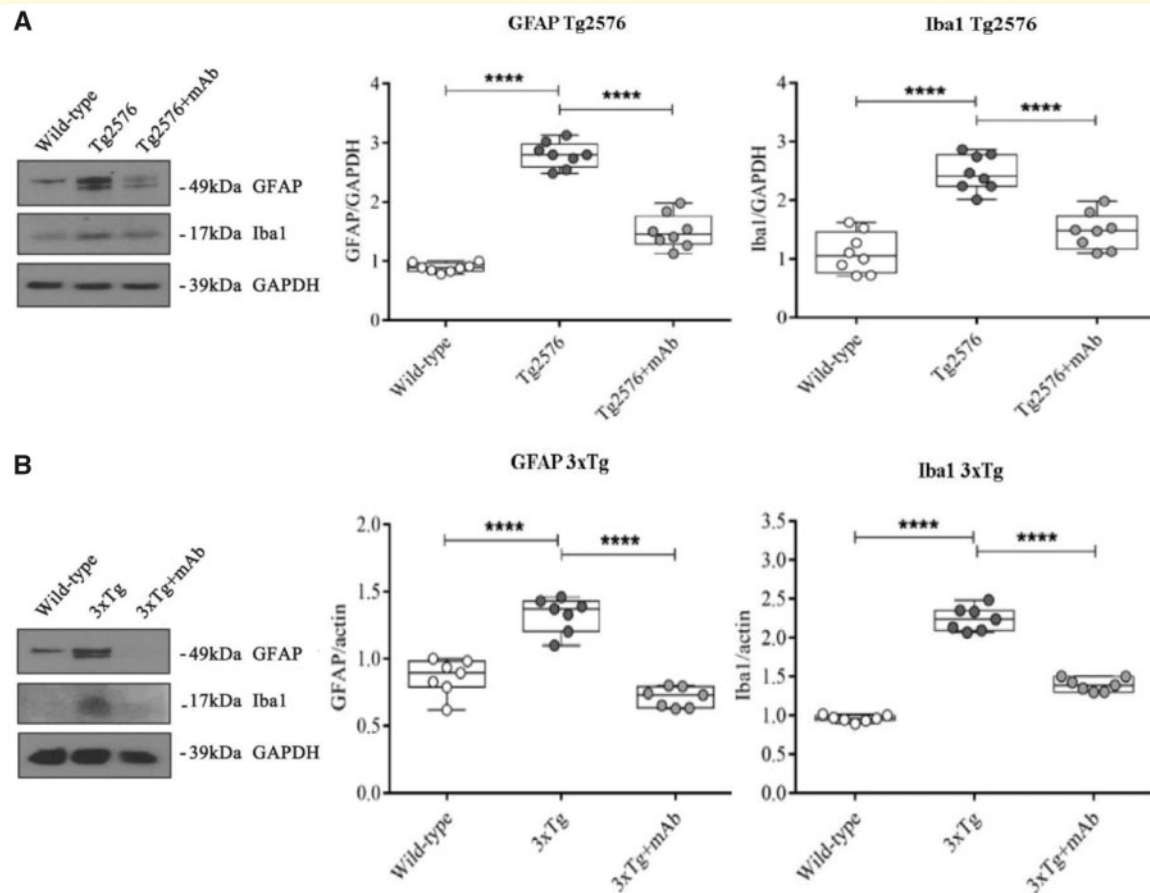 A
Wild-type
Tg2576
Tg2576+mAb
-49kDa GFAP
-17kDa Iba1
-39kDa GAPDH
GFAP Tg2576
****
****
GFAP/GAPDH
4
3
2
1
0
Wild-type
Tg2576
Tg2576+mAb
Iba1 Tg2576
****
****
Iba1/GAPDH
4
3
2
1
0
Wild-type
Tg2576
Tg2576+mAb
B
Wild-type
3xTg
3xTg+mAb
-49kDa GFAP
-17kDa Iba1
-39kDa GAPDH
GFAP 3xTg
****
****
GFAP/actin
2.0
1.5
1.0
0.5
0.0
Wild-type
3xTg
3xTg+mAb
Iba1 3xTg
****
****
Iba1/actin
3.5
3.0
2.5
2.0
1.5
1.0
0.5
0.0
Wild-type
3xTg
3xTg+mAb